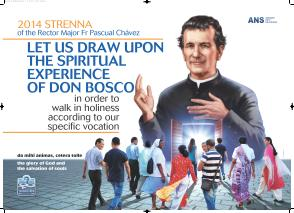 2014 STRENNA
of the Rector Major Fr Pascual Chávez
ANS
LET US DRAW UPON
THE SPIRITUAL
EXPERIENCE
OF DON BOSCO
in order to
walk in holiness
according to our
specific vocation
da mihi animas, cetera tolle
the glory of God and
the salvation of souls